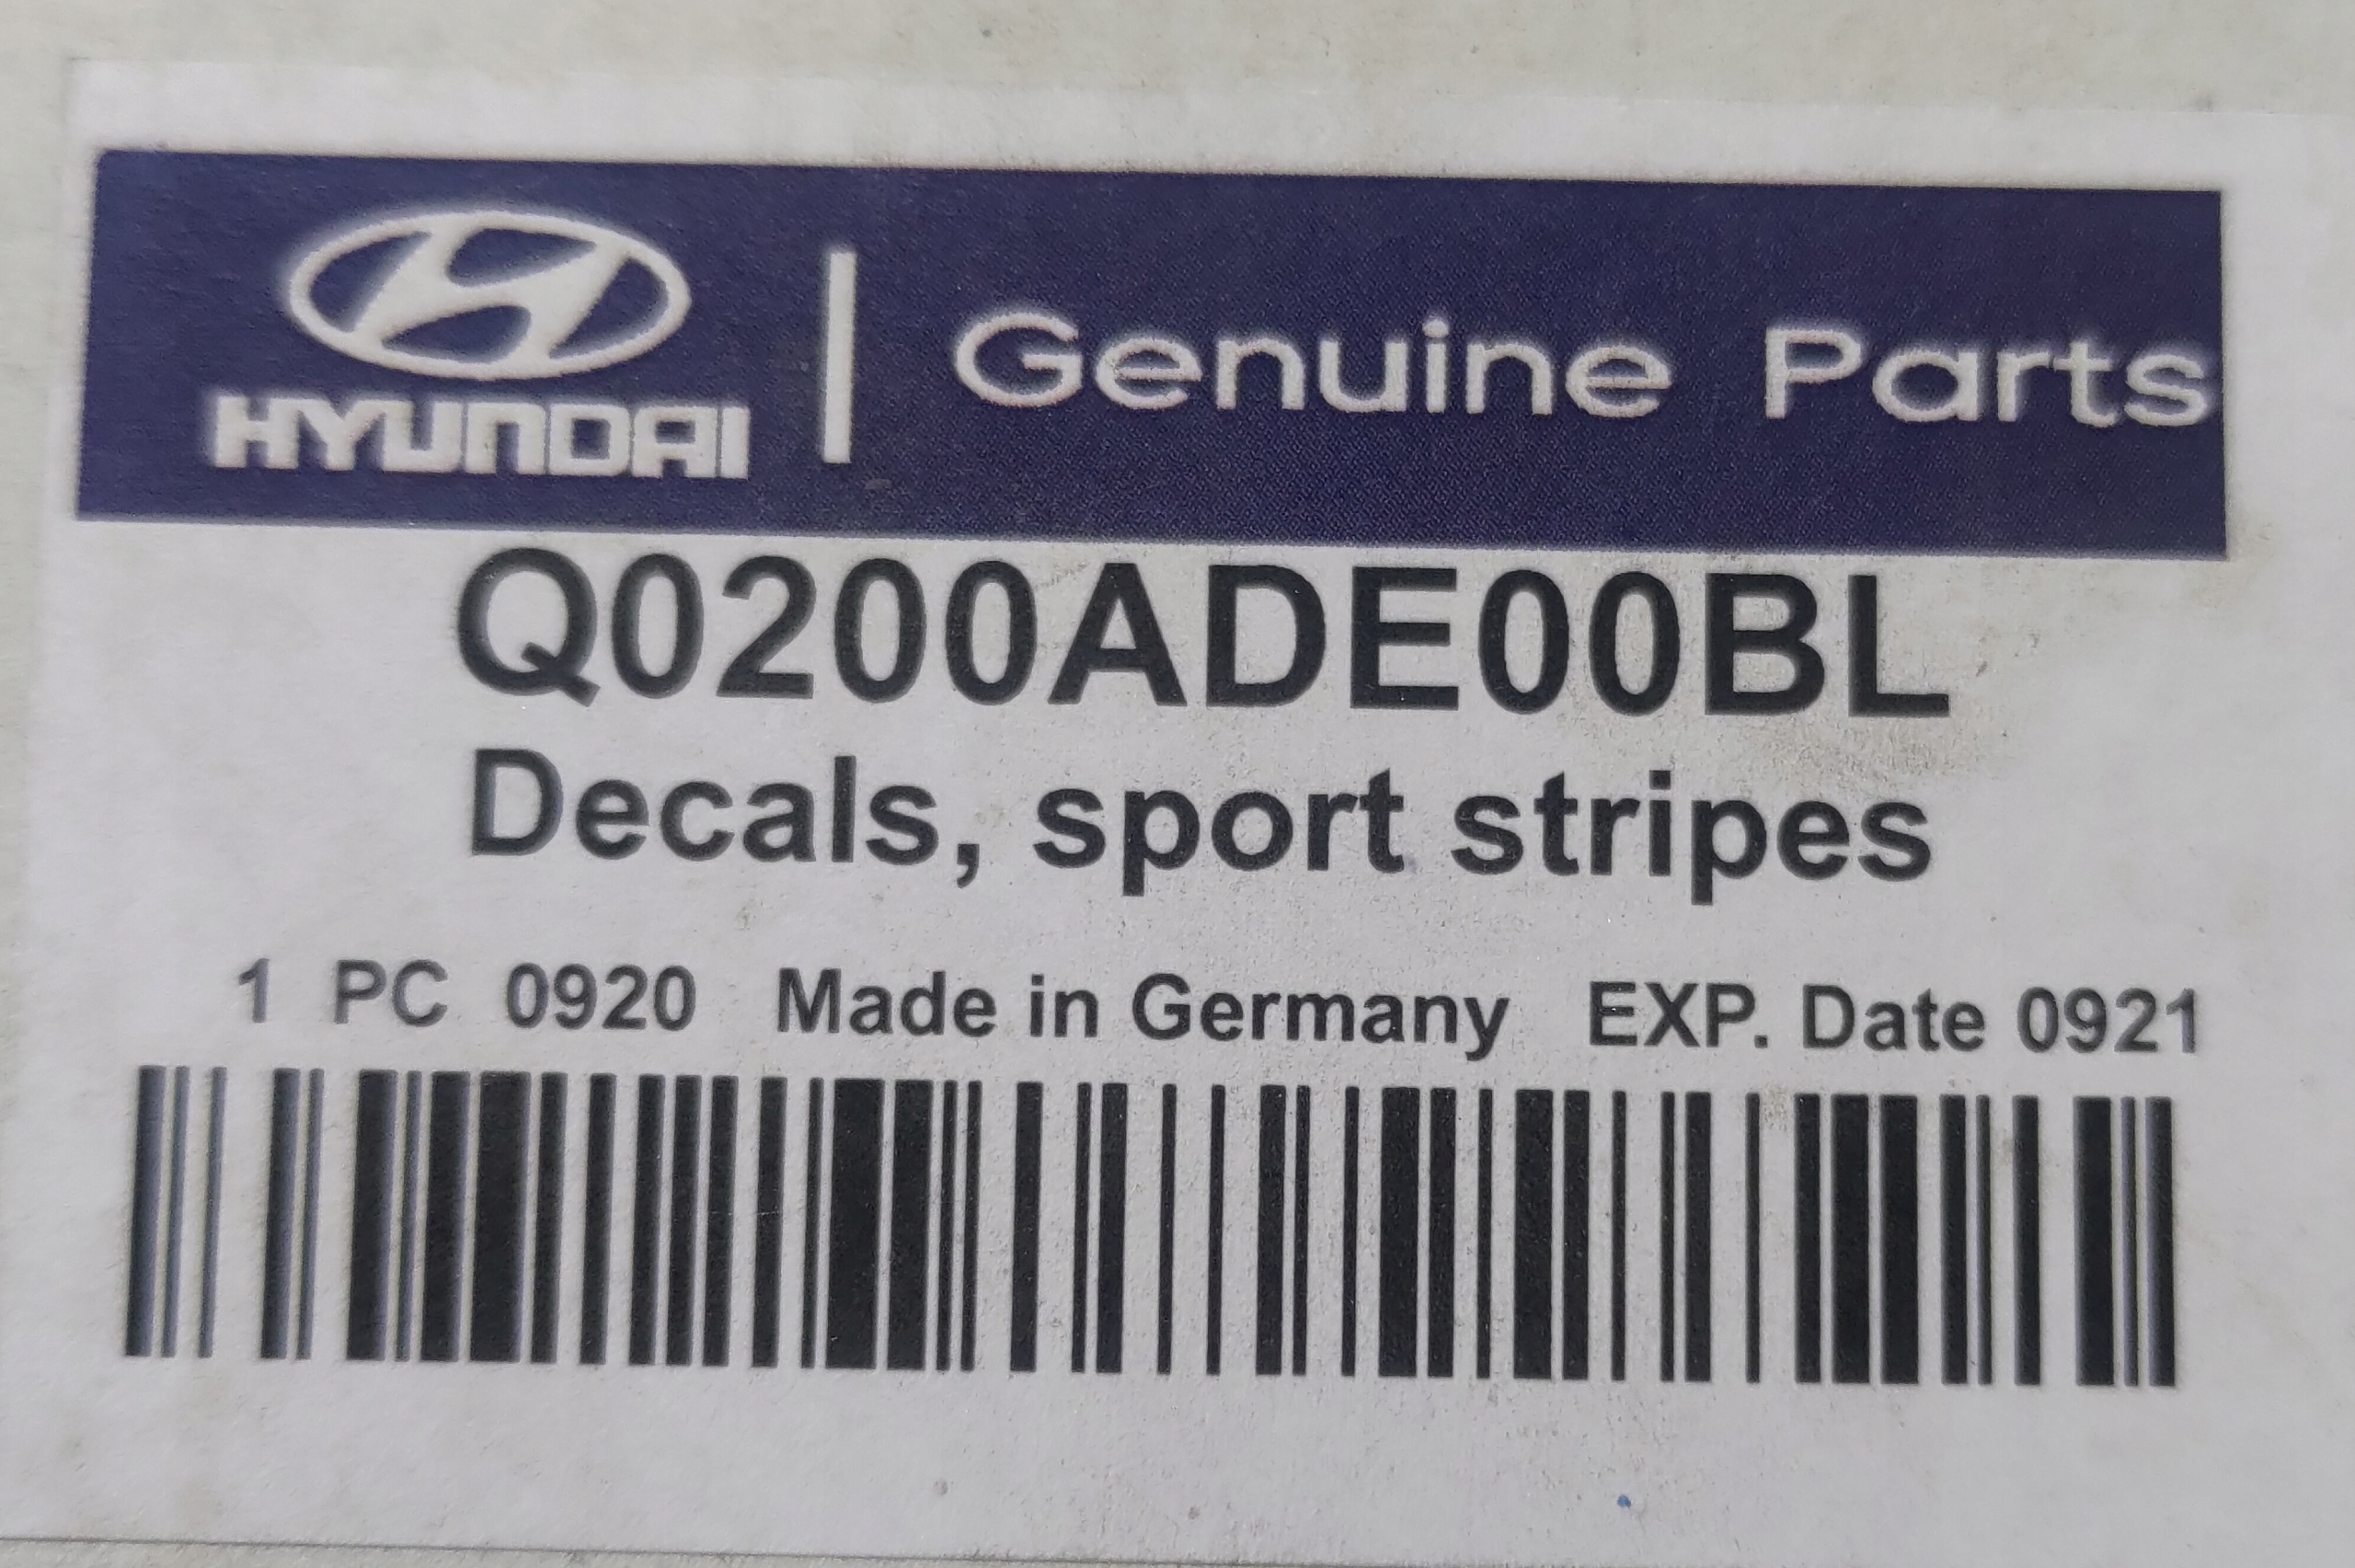 HYUNDAI | Genuine Parts
Q0200ADE00BL
Decals, sport stripes
1 PC 0920 Made in Germany EXP. Date 0921